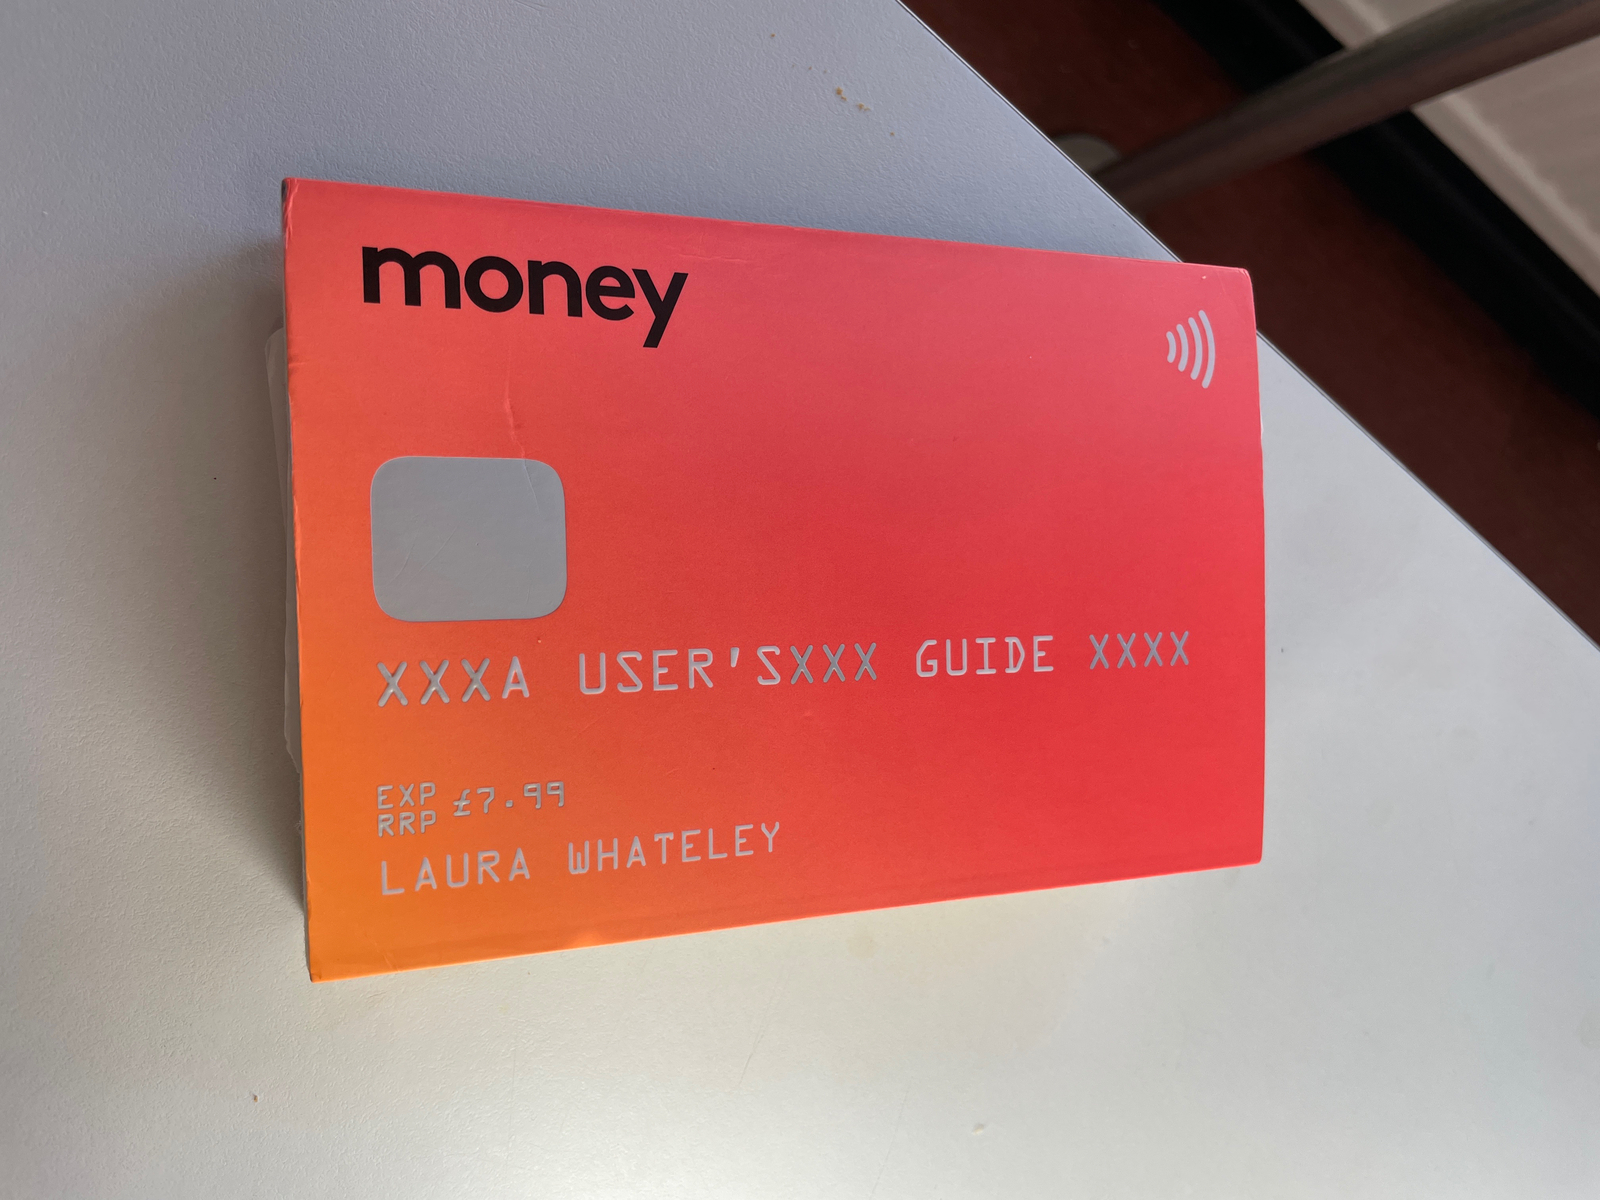 money
XXXA USER'SXXX GUIDE XXXX
EXP
RRP £7.99
LAURA WHATELEY